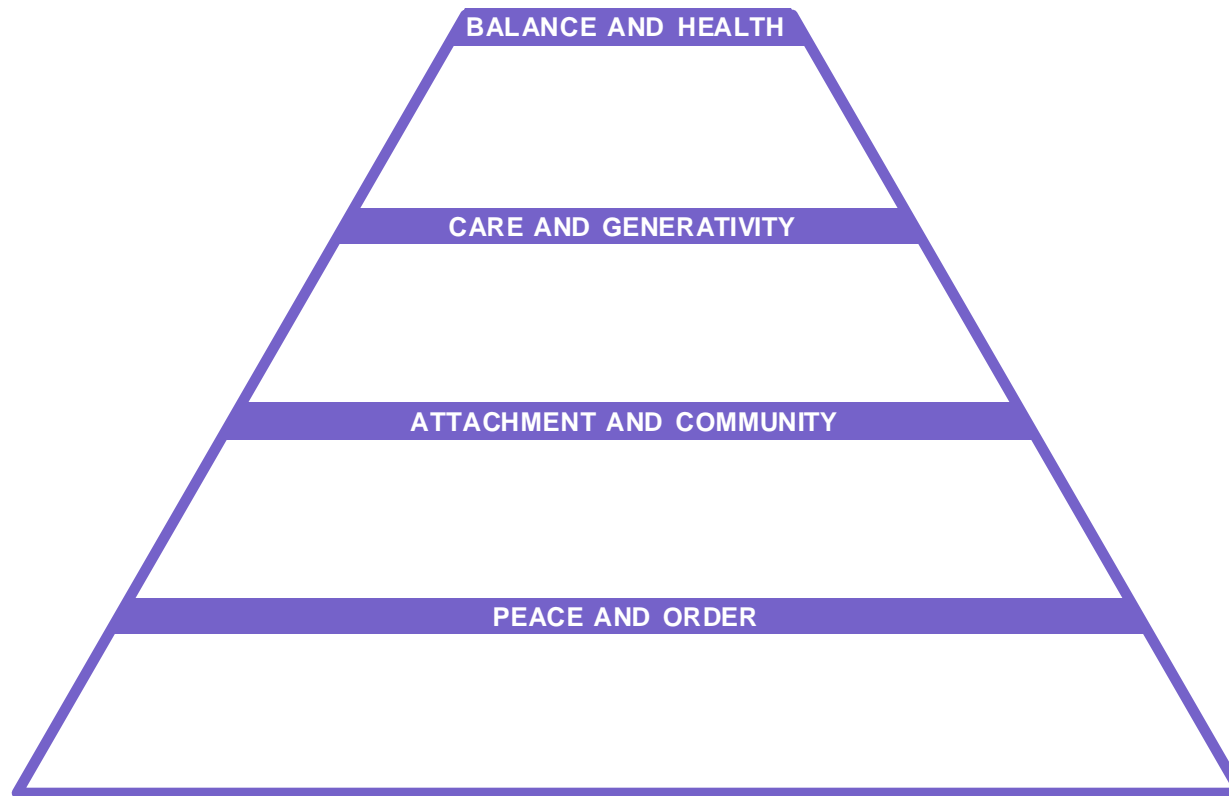 BALANCE AND HEALTH
CARE AND GENERATIVITY
ATTACHMENT AND COMMUNITY
PEACE AND ORDER